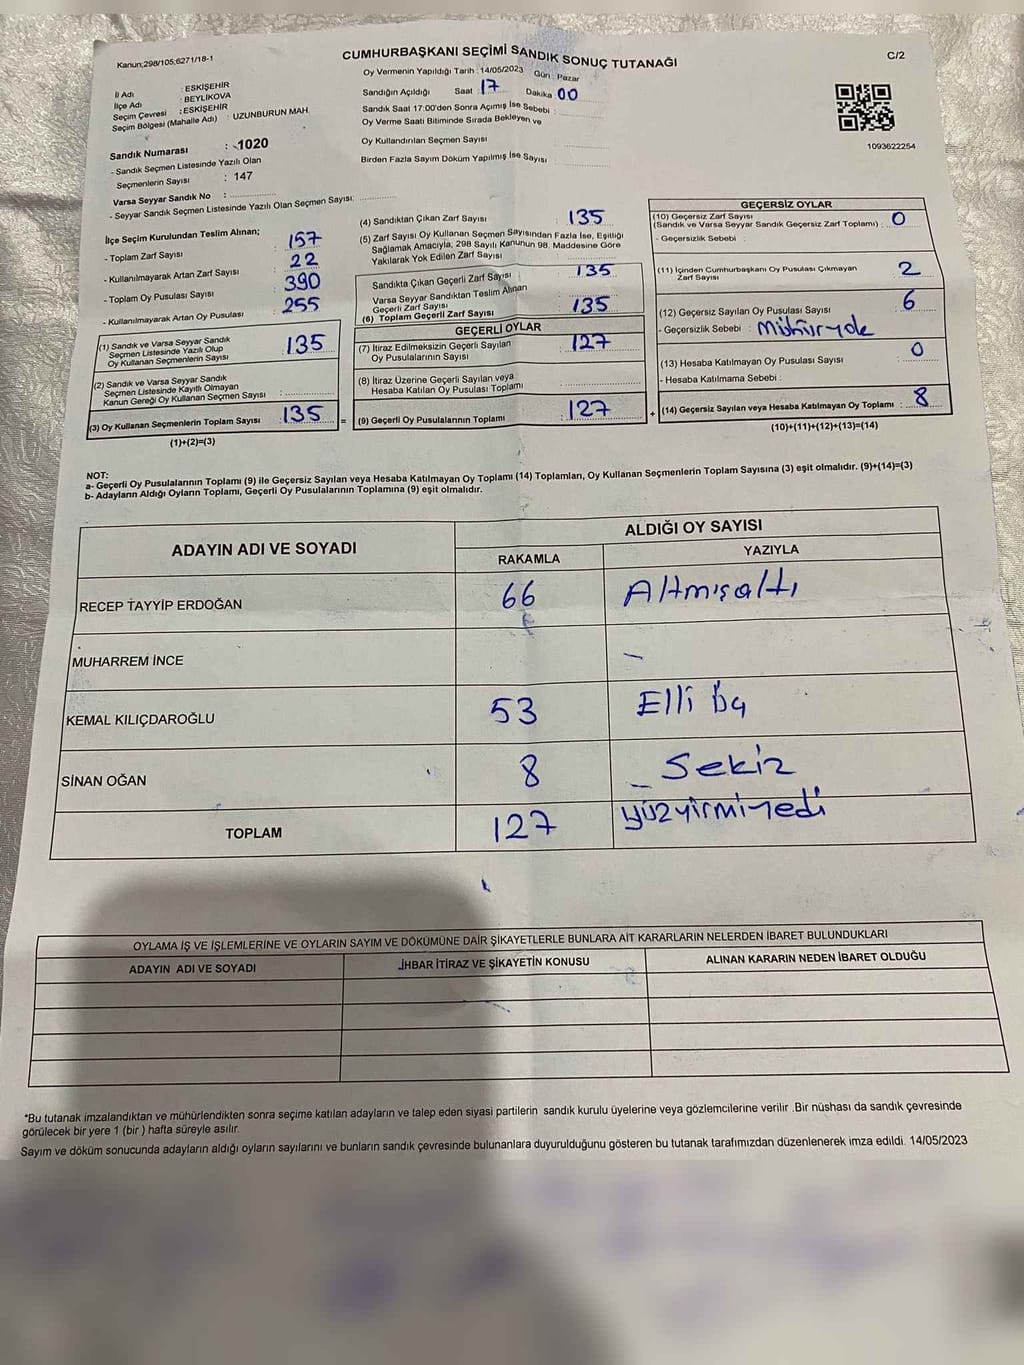 Kanun;298/105;6271/18-1
CUMHURBAŞKANI SEÇİMİ SANDIK SONUÇ TUTANAĞI
C/2
İl Adı : ESKİŞEHİR
İlçe Adı : BEYLİKOVA
Seçim Çevresi : ESKİŞEHİR
Seçim Bölgesi (Mahalle Adı) : UZUNBURUN MAH.
Oy Vermenin Yapıldığı Tarih : 14/05/2023 Gün : Pazar
Sandığın Açıldığı Saat : 17 Dakika : 00
Sandık Saat 17:00'den Sonra Açımış İse Sebebi :
Oy Verme Saati Bitiminde Sırada Bekleyen ve
Oy Kullandırılan Seçmen Sayısı
Birden Fazla Sayım Döküm Yapılmış İse Sayısı
1093622254
Sandık Numarası : 1020
- Sandık Seçmen Listesinde Yazılı Olan
Seçmenlerin Sayısı : 147
Varsa Seyyar Sandık No :
- Seyyar Sandık Seçmen Listesinde Yazılı Olan Seçmen Sayısı:
İlçe Seçim Kurulundan Teslim Alınan;
- Toplam Zarf Sayısı : 157
- Kullanılmayarak Artan Zarf Sayısı : 22
- Toplam Oy Pusulası Sayısı : 390
- Kullanılmayarak Artan Oy Pusulası : 255
(1) Sandık ve Varsa Seyyar Sandık
Seçmen Listesinde Yazılı Olup
Oy Kullanan Seçmenlerin Sayısı : 135
(2) Sandık ve Varsa Seyyar Sandık
Seçmen Listesinde Kayıtlı Olmayan
Kanun Gereği Oy Kullanan Seçmen Sayısı :
(3) Oy Kullanan Seçmenlerin Toplam Sayısı : 135 =
(1)+(2)=(3)
(4) Sandıktan Çıkan Zarf Sayısı : 135
(5) Zarf Sayısı Oy Kullanan Seçmen Sayısından Fazla İse, Eşitliği
Sağlamak Amacıyla, 298 Sayılı Kanunun 98. Maddesine Göre
Yakılarak Yok Edilen Zarf Sayısı :
Sandıkta Çıkan Geçerli Zarf Sayısı : 135
Varsa Seyyar Sandıktan Teslim Alınan
Geçerli Zarf Sayısı
(6) Toplam Geçerli Zarf Sayısı : 135
GEÇERLİ OYLAR
(7) İtiraz Edilmeksizin Geçerli Sayılan
Oy Pusulalarının Sayısı : 127
(8) İtiraz Üzerine Geçerli Sayılan veya
Hesaba Katılan Oy Pusulası Toplamı :
(9) Geçerli Oy Pusulalarının Toplamı : 127 +
GEÇERSİZ OYLAR
(10) Geçersiz Zarf Sayısı
(Sandık ve Varsa Seyyar Sandık Geçersiz Zarf Toplamı) : 0
- Geçersizlik Sebebi :
(11) İçinden Cumhurbaşkanı Oy Pusulası Çıkmayan
Zarf Sayısı : 2
(12) Geçersiz Sayılan Oy Pusulası Sayısı : 6
- Geçersizlik Sebebi : Mühür yok
(13) Hesaba Katılmayan Oy Pusulası Sayısı : 0
- Hesaba Katılmama Sebebi :
(14) Geçersiz Sayılan veya Hesaba Katılmayan Oy Toplamı : 8
(10)+(11)+(12)+(13)=(14)
NOT:
a- Geçerli Oy Pusulalarının Toplamı (9) ile Geçersiz Sayılan veya Hesaba Katılmayan Oy Toplamı (14) Toplamları, Oy Kullanan Seçmenlerin Toplam Sayısına (3) eşit olmalıdır. (9)+(14)=(3)
b- Adayların Aldığı Oyların Toplamı, Geçerli Oy Pusulalarının Toplamına (9) eşit olmalıdır.
ADAYIN ADI VE SOYADI
ALDIĞI OY SAYISI
RAKAMLA YAZIYLA
RECEP TAYYİP ERDOĞAN 66 Altmışaltı
MUHARREM İNCE –
KEMAL KILIÇDAROĞLU 53 Elli üç
SİNAN OĞAN 8 Sekiz
TOPLAM 127 yüzyirmiyedi
OYLAMA İŞ VE İŞLEMLERİNE VE OYLARIN SAYIM VE DÖKÜMÜNE DAİR ŞİKAYETLERLE BUNLARA AİT KARARLARIN NELERDEN İBARET BULUNDUKLARI
ADAYIN ADI VE SOYADI İHBAR İTİRAZ VE ŞİKAYETİN KONUSU ALINAN KARARIN NEDEN İBARET OLDUĞU
*Bu tutanak imzalandıktan ve mühürlendikten sonra seçime katılan adayların ve talep eden siyasi partilerin sandık kurulu üyelerine veya gözlemcilerine verilir .Bir nüshası da sandık çevresinde
görülecek bir yere 1 (bir ) hafta süreyle asılır.
Sayım ve döküm sonucunda adayların aldığı oyların sayılarını ve bunların sandık çevresinde bulunanlara duyurulduğunu gösteren bu tutanak tarafımızdan düzenlenerek imza edildi. 14/05/2023